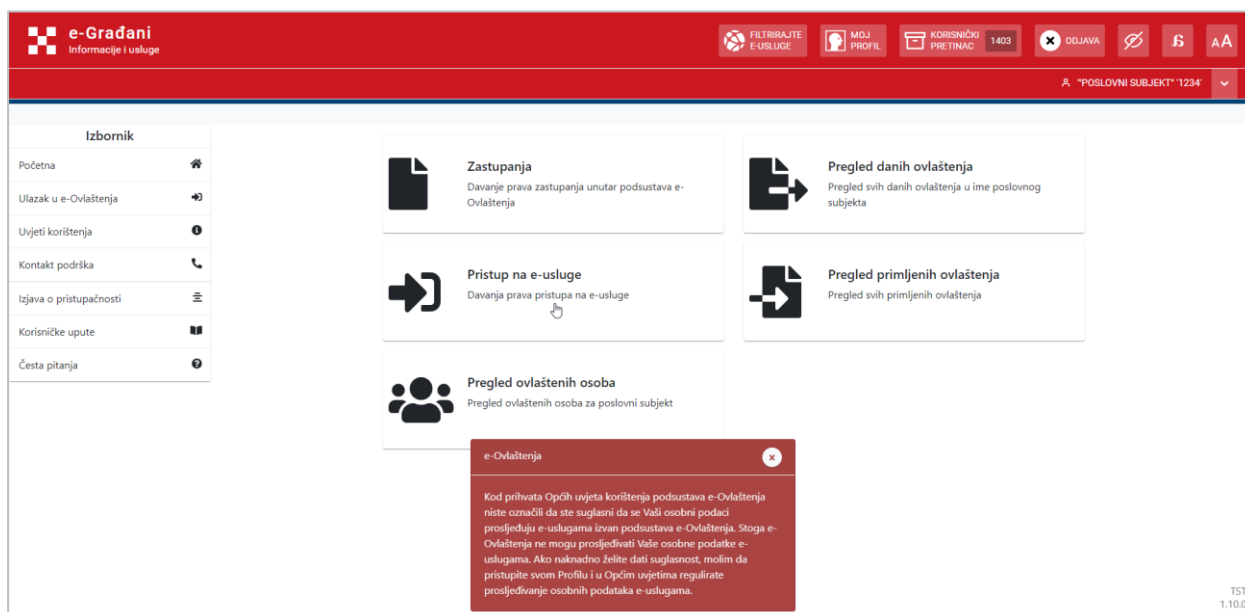 e-Građani
Informacije i usluge
FILTRIRAJTE
E-USLUGE
MOJ
PROFIL
KORISNIČKI
PRETINAC
1403
ODJAVA
AA
"POSLOVNI SUBJEKT" '1234'
Izbornik
Početna
Ulazak u e-Ovlaštenja
Uvjeti korištenja
Kontakt podrška
Izjava o pristupačnosti
Korisničke upute
Česta pitanja
Zastupanja
Davanje prava zastupanja unutar podsustava e-
Ovlaštenja
Pregled danih ovlaštenja
Pregled svih danih ovlaštenja u ime poslovnog
subjekta
Pristup na e-usluge
Davanja prava pristupa na e-usluge
Pregled primljenih ovlaštenja
Pregled svih primljenih ovlaštenja
Pregled ovlaštenih osoba
Pregled ovlaštenih osoba za poslovni subjekt
e-Ovlaštenja
Kod prihvata Općih uvjeta korištenja podsustava e-Ovlaštenja
niste označili da ste suglasni da se Vaši osobni podaci
prosljeđuju e-uslugama izvan podsustava e-Ovlaštenja. Stoga e-
Ovlaštenja ne mogu prosljeđivati Vaše osobne podatke e-
uslugama. Ako naknadno želite dati suglasnost, molim da
pristupite svom Profilu i u Općim uvjetima regulirate
prosljeđivanje osobnih podataka e-uslugama.
TST
1.10.0